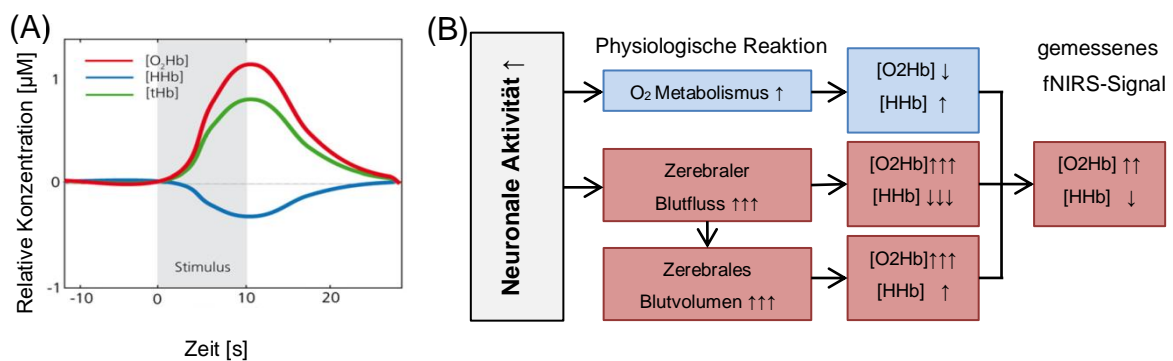 (A)
[O₂Hb]
[HHb]
[tHb]
Relative Konzentration [µM]
1
0
-1
Stimulus
-10
0
10
20
Zeit [s]
(B)
Neuronale Aktivität ↑
Physiologische Reaktion
gemessenes
fNIRS-Signal
O₂ Metabolismus ↑
[O2Hb] ↓
[HHb] ↑
Zerebraler
Blutfluss ↑↑↑
[O2Hb]↑↑↑
[HHb] ↓↓↓
[O2Hb] ↑↑
[HHb] ↓
Zerebrales
Blutvolumen ↑↑↑
[O2Hb]↑↑↑
[HHb] ↑